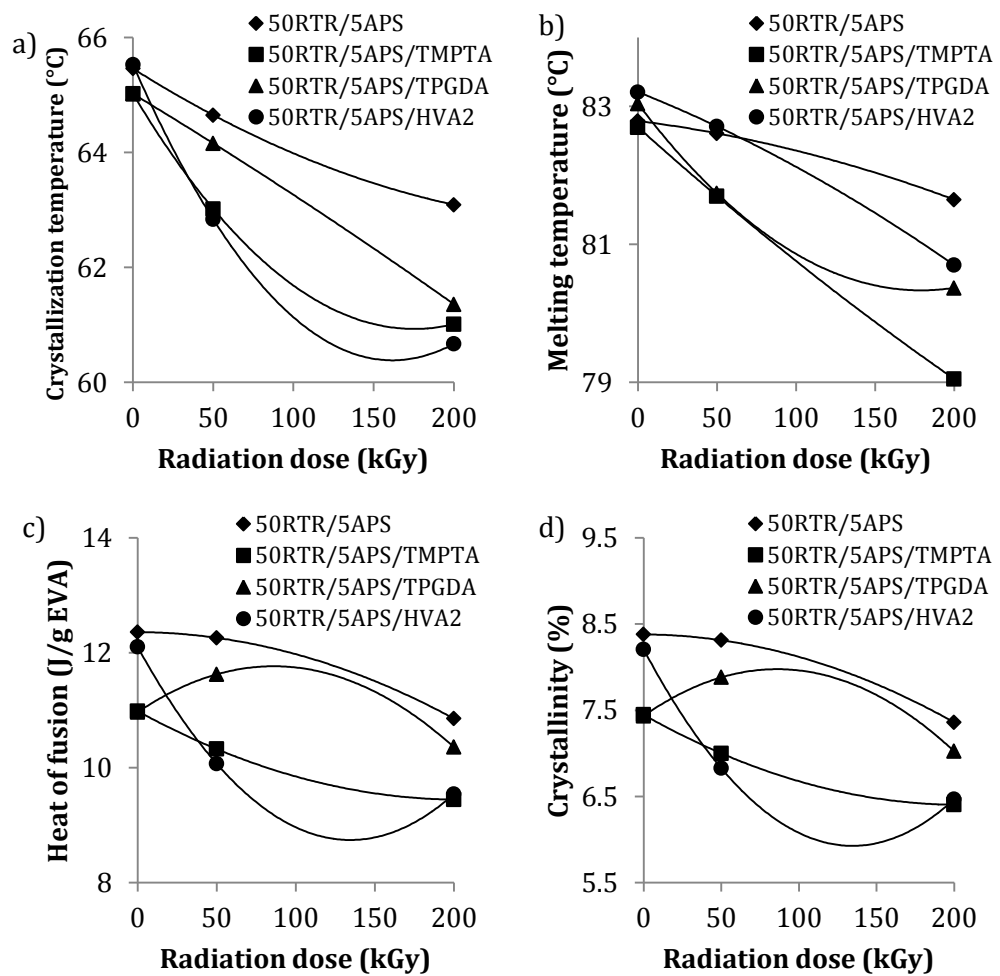 a)
50RTR/5APS
50RTR/5APS/TMPTA
50RTR/5APS/TPGDA
50RTR/5APS/HVA2
Crystallization temperature (°C)
66
64
62
60
0 50 100 150 200
Radiation dose (kGy)
b)
50RTR/5APS
50RTR/5APS/TMPTA
50RTR/5APS/TPGDA
50RTR/5APS/HVA2
Melting temperature (°C)
83
81
79
0 50 100 150 200
Radiation dose (kGy)
c)
50RTR/5APS
50RTR/5APS/TMPTA
50RTR/5APS/TPGDA
50RTR/5APS/HVA2
Heat of fusion (J/g EVA)
14
12
10
8
0 50 100 150 200
Radiation dose (kGy)
d)
50RTR/5APS
50RTR/5APS/TMPTA
50RTR/5APS/TPGDA
50RTR/5APS/HVA2
Crystallinity (%)
9.5
8.5
7.5
6.5
5.5
0 50 100 150 200
Radiation dose (kGy)